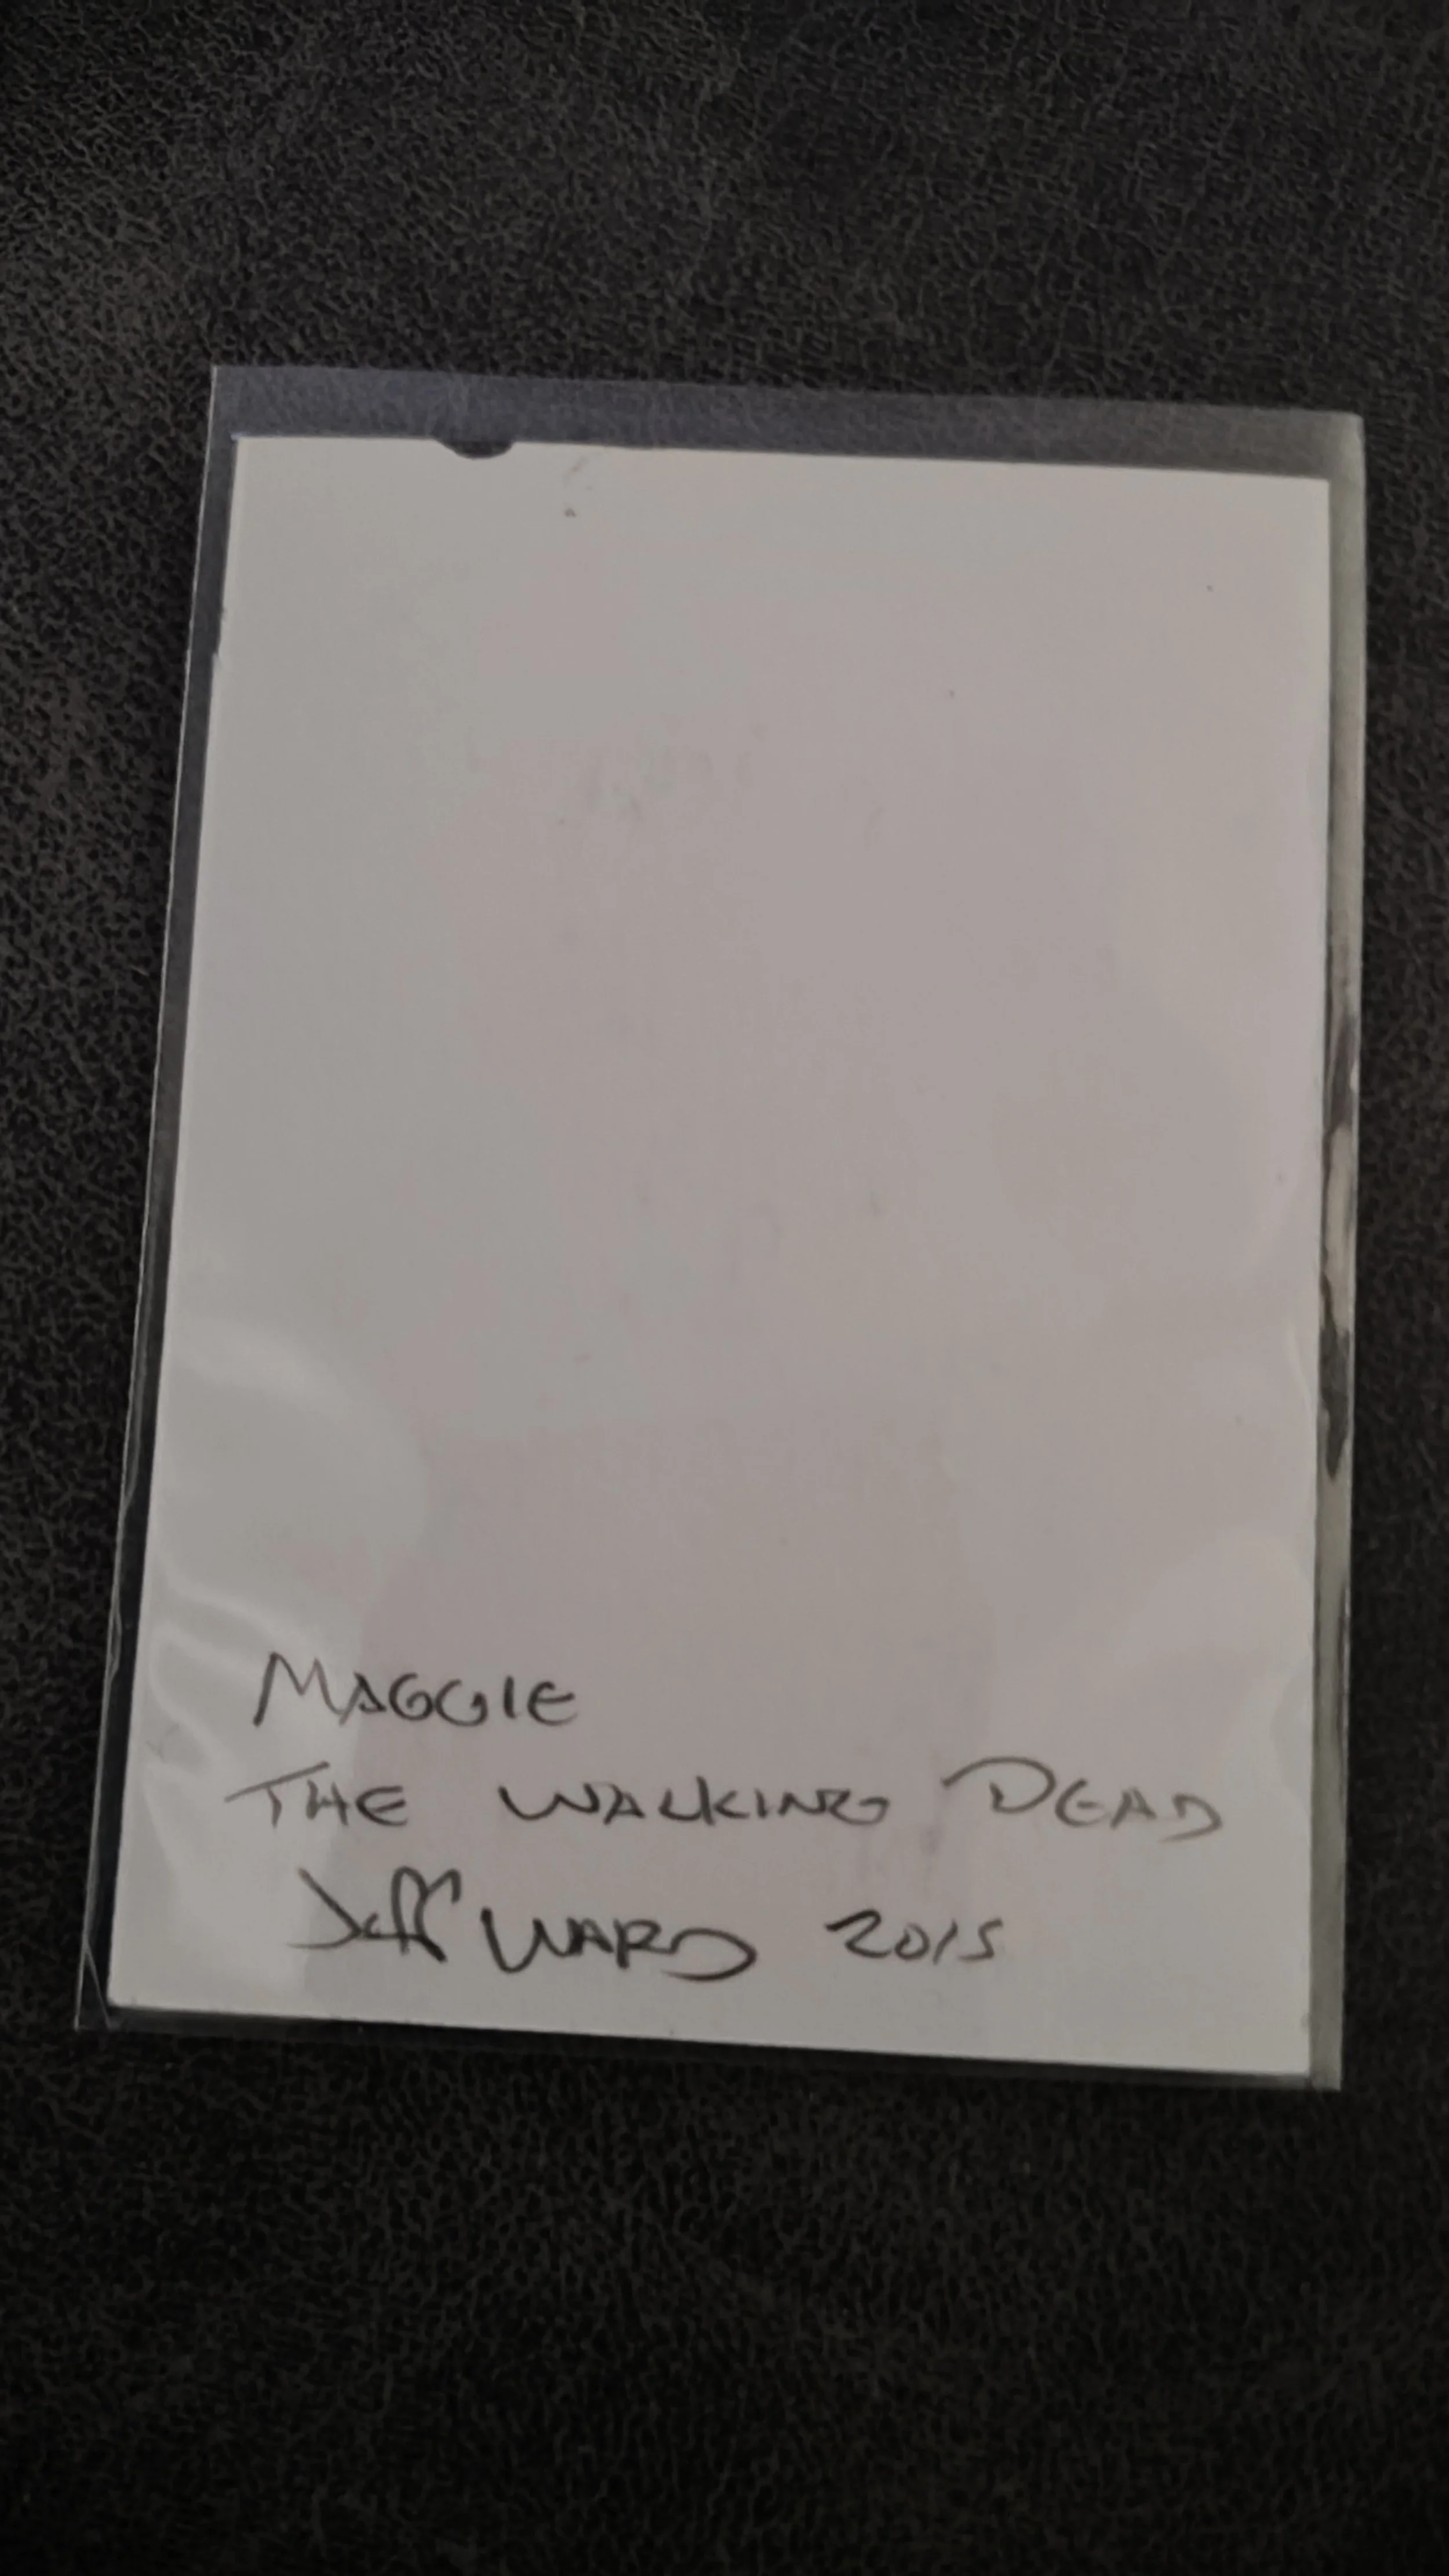 MAGGIE
THE WALKING DEAD
Jeff WARD 2015